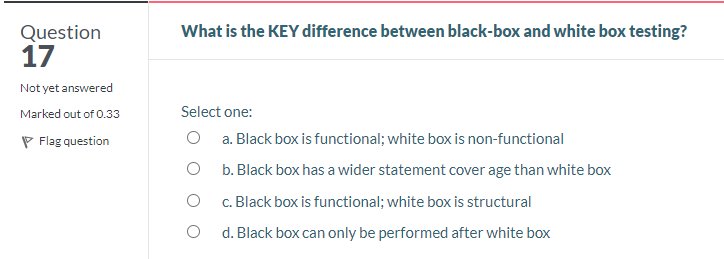 Question
17
Not yet answered
Marked out of 0.33
Flag question
What is the KEY difference between black-box and white box testing?
Select one:
a. Black box is functional; white box is non-functional
b. Black box has a wider statement cover age than white box
c. Black box is functional; white box is structural
d. Black box can only be performed after white box